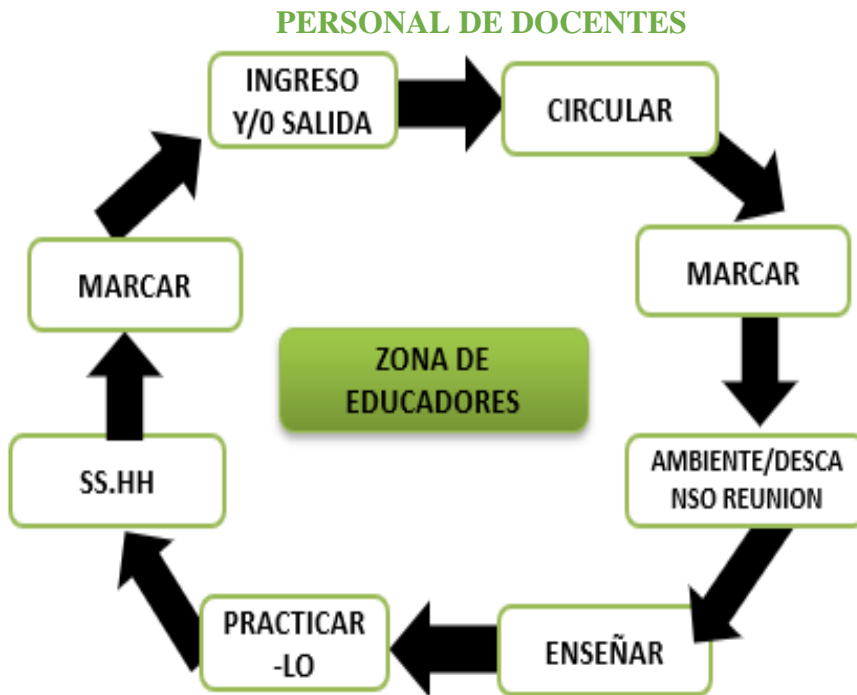 PERSONAL DE DOCENTES
INGRESO
Y/0 SALIDA
CIRCULAR
MARCAR
AMBIENTE/DESCA
NSO REUNION
ENSEÑAR
PRACTICAR
-LO
SS.HH
MARCAR
ZONA DE
EDUCADORES